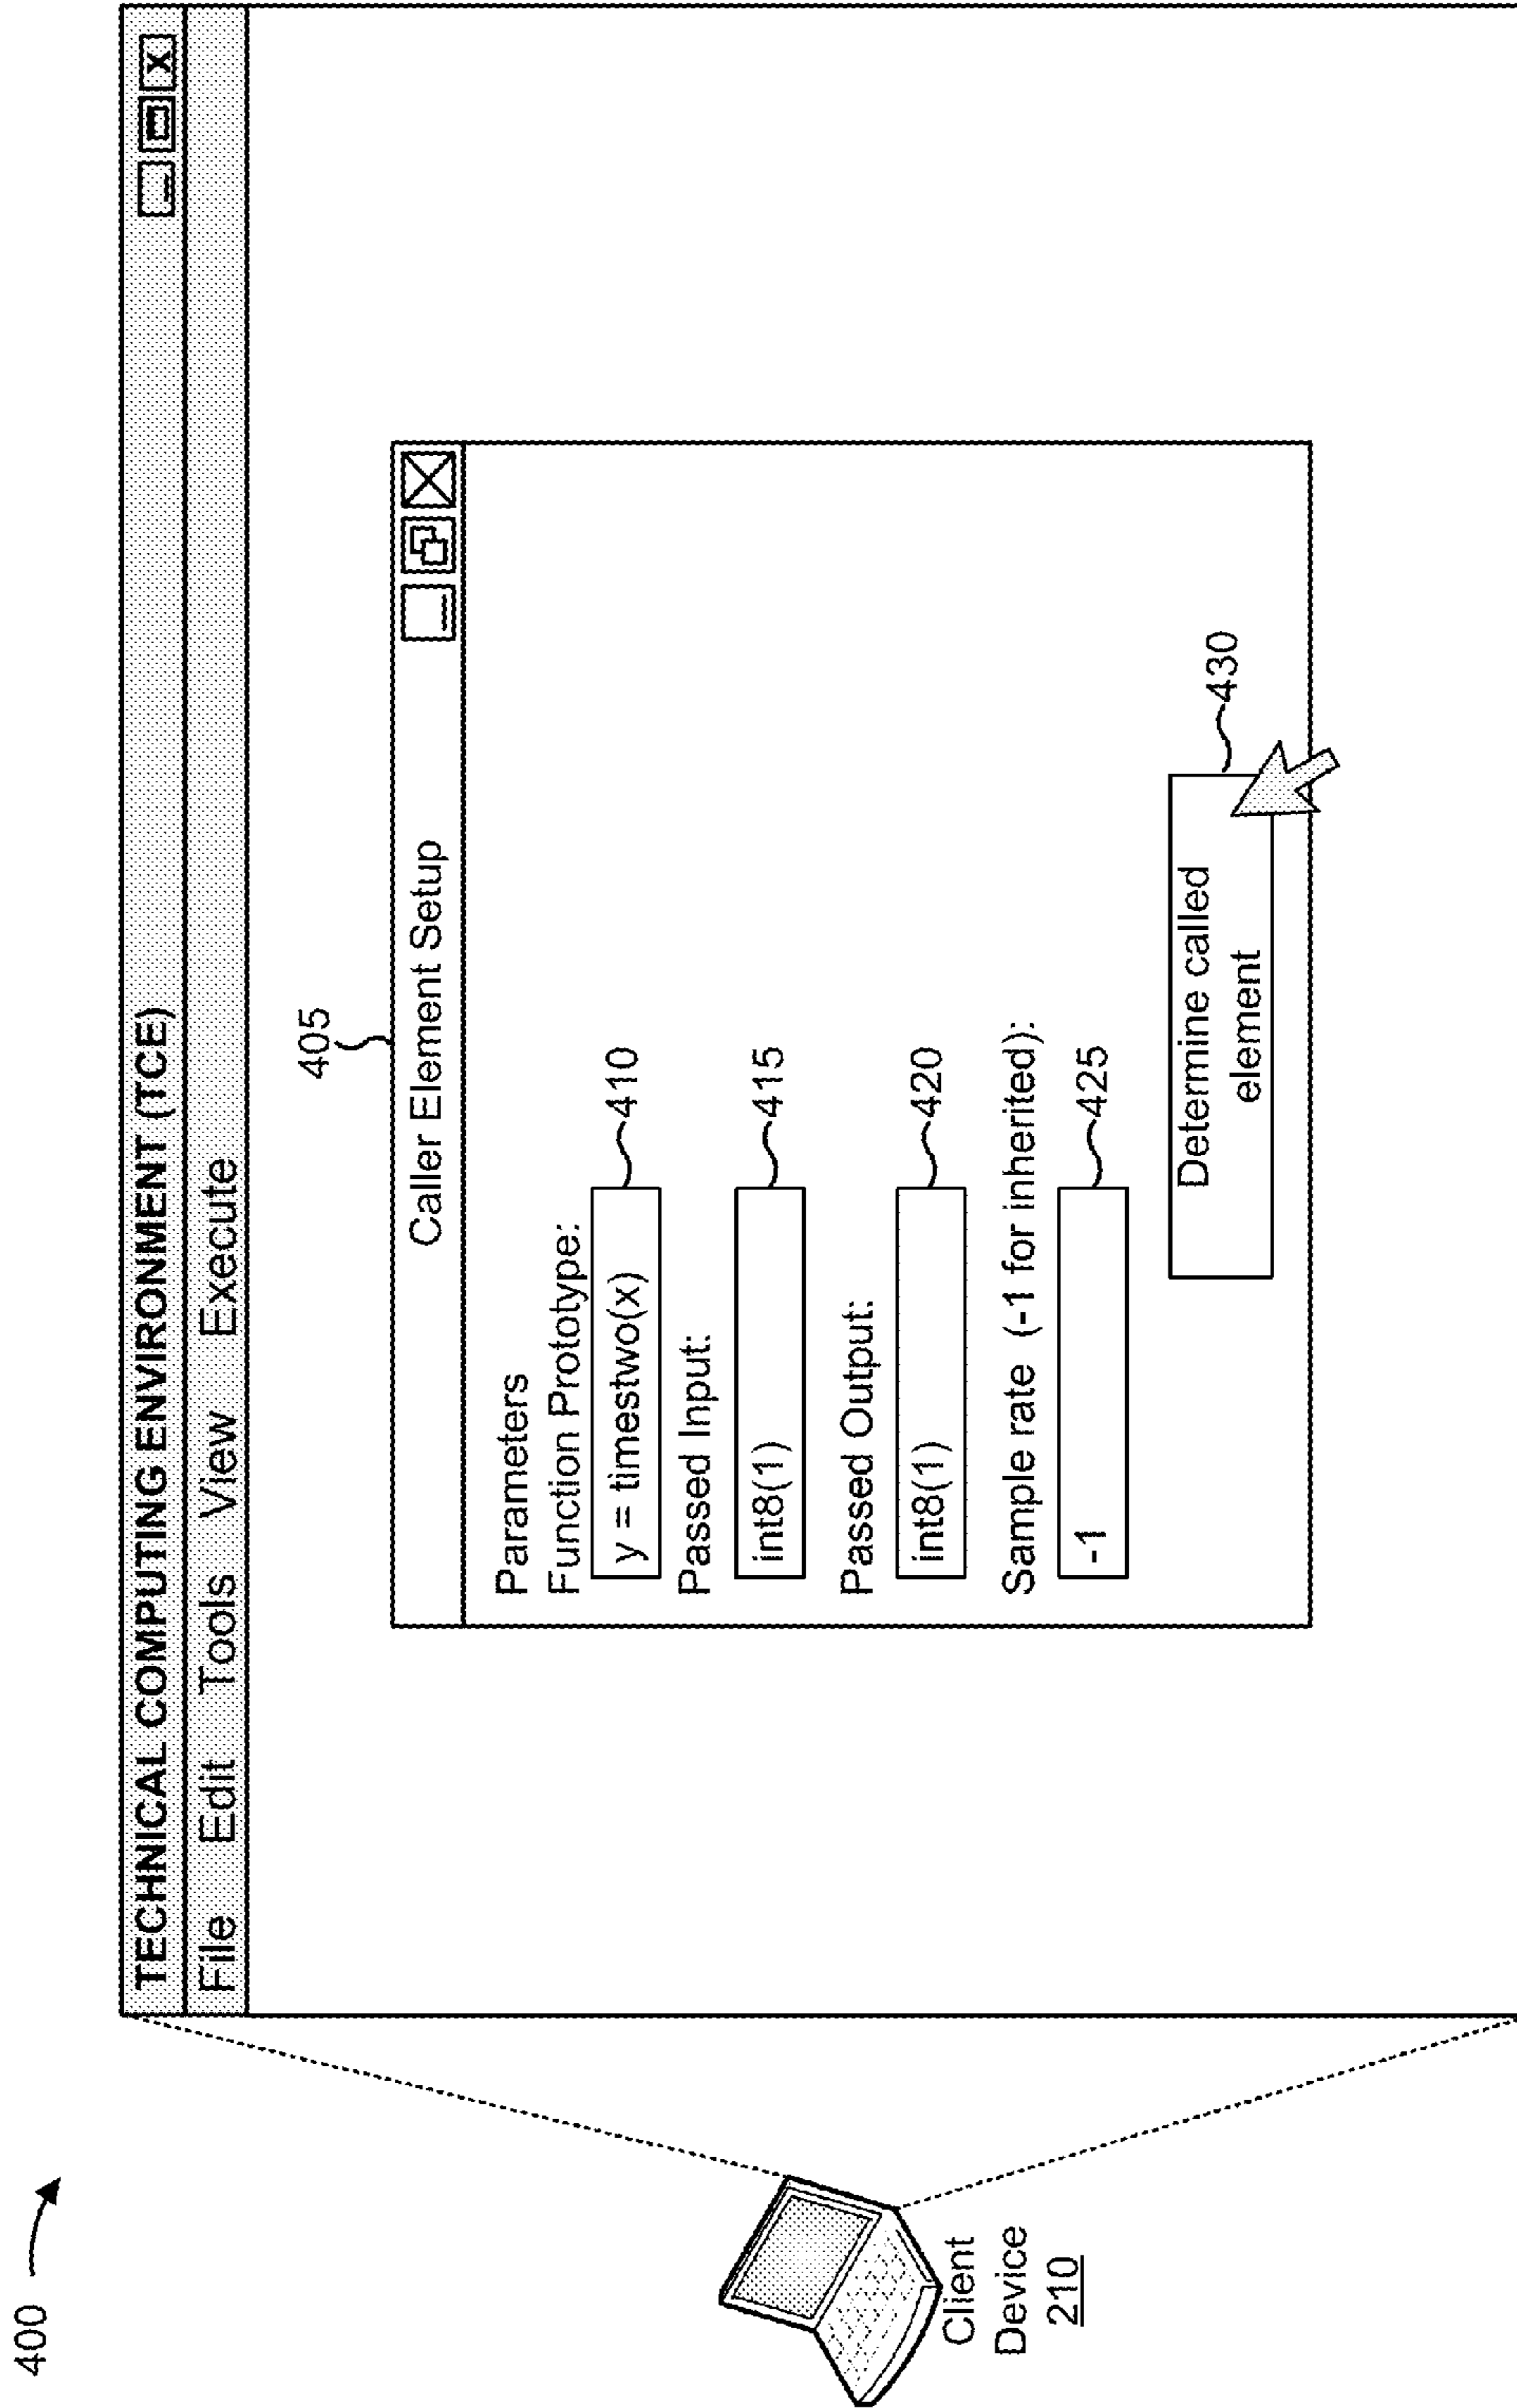 400
TECHNICAL COMPUTING ENVIRONMENT (TCE)
File Edit Tools View Execute
405
Caller Element Setup
Parameters
Function Prototype:
y = timestwo(x)
410
Passed Input:
int8(1)
415
Passed Output:
int8(1)
420
Sample rate (-1 for inherited):
-1
425
Determine called
element
430
Client
Device
210